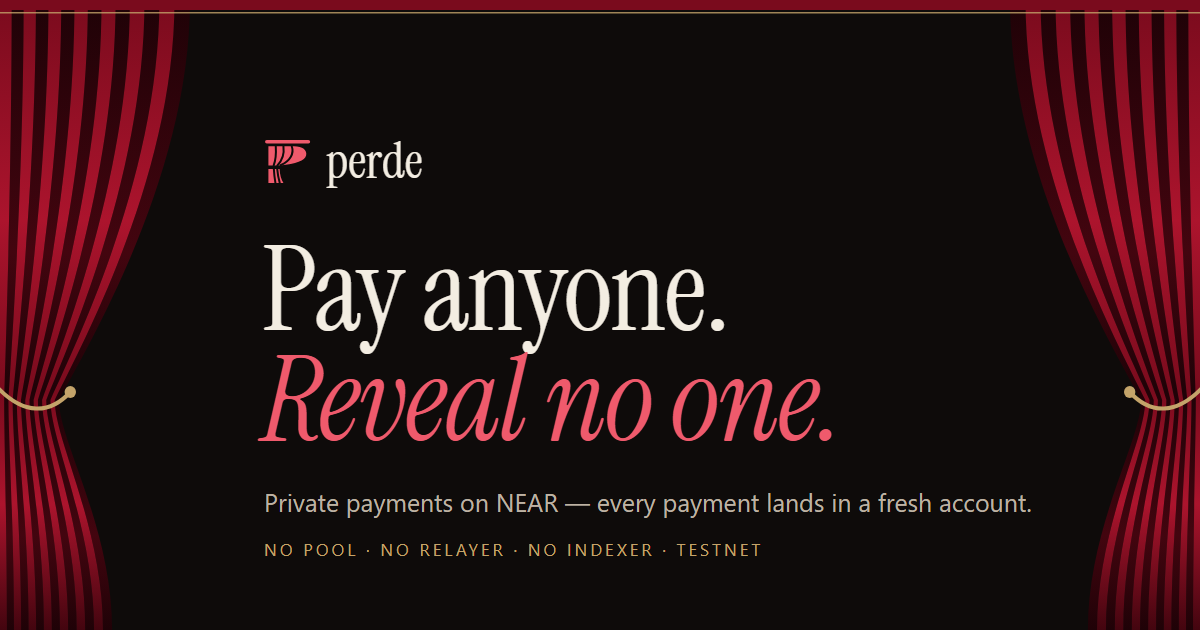 perde
Pay anyone.
Reveal no one.
Private payments on NEAR — every payment lands in a fresh account.
NO POOL · NO RELAYER · NO INDEXER · TESTNET